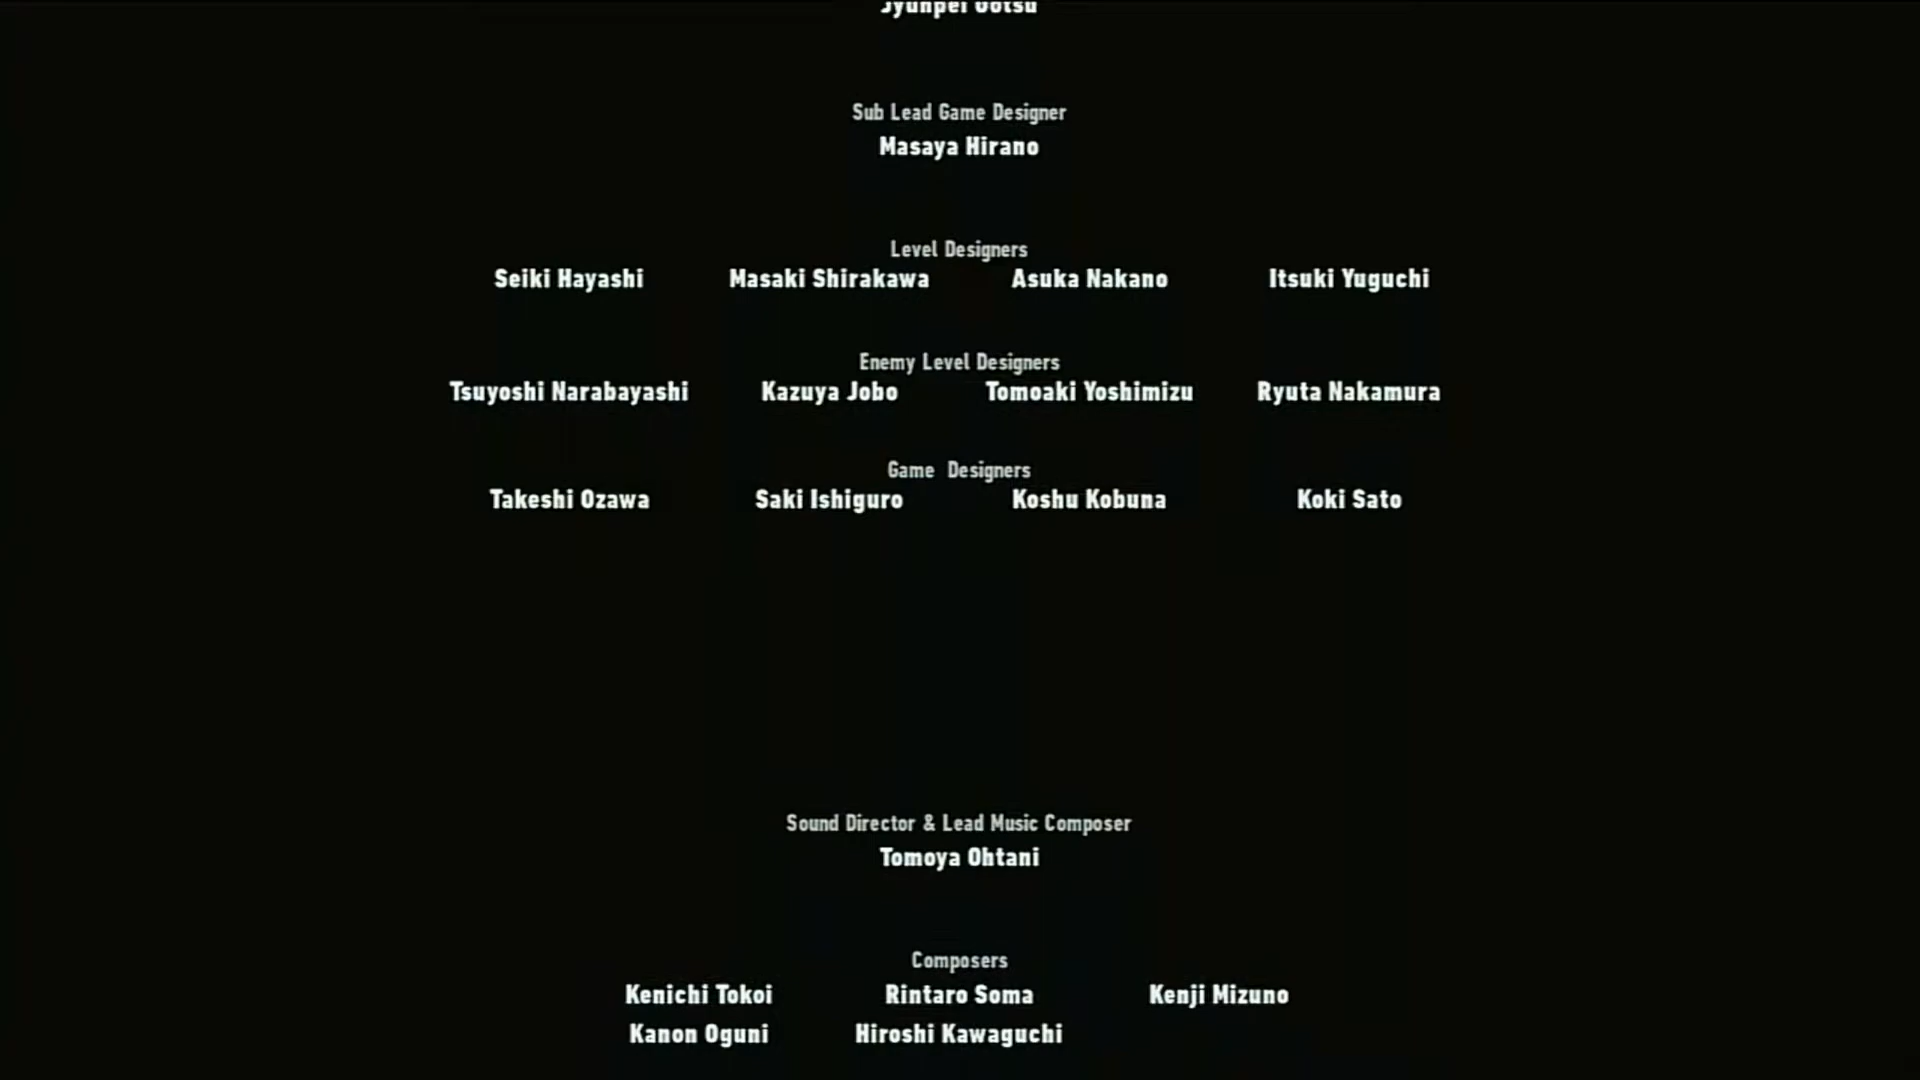 Jyunpei Ootsu
Sub Lead Game Designer
Masaya Hirano
Level Designers
Seiki Hayashi Masaki Shirakawa Asuka Nakano Itsuki Yuguchi
Enemy Level Designers
Tsuyoshi Narabayashi Kazuya Jobo Tomoaki Yoshimizu Ryuta Nakamura
Game Designers
Takeshi Ozawa Saki Ishiguro Koshu Kobuna Koki Sato
Sound Director & Lead Music Composer
Tomoya Ohtani
Composers
Kenichi Tokoi Rintaro Soma Kenji Mizuno
Kanon Oguni Hiroshi Kawaguchi